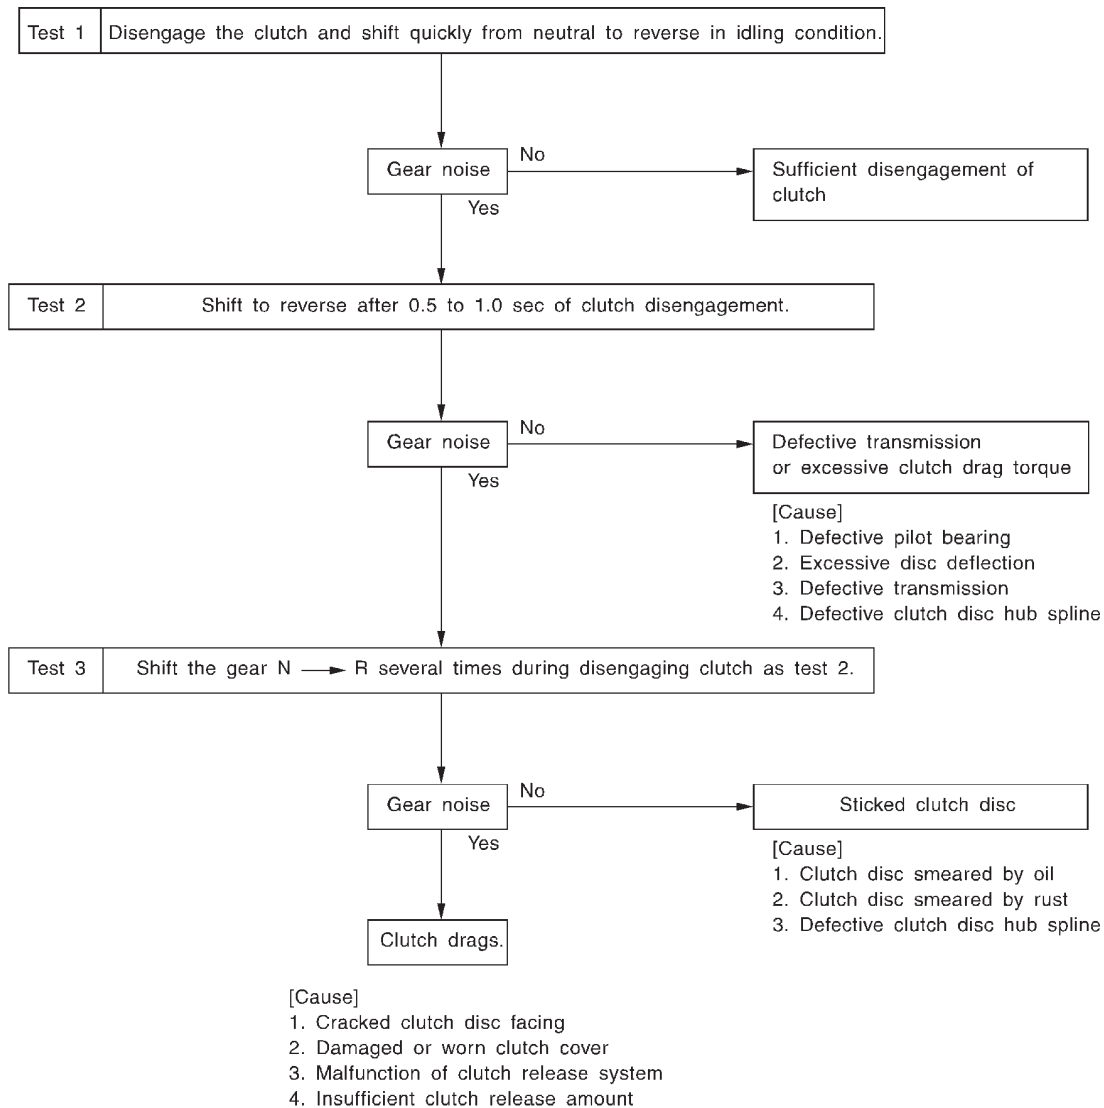 Test 1 Disengage the clutch and shift quickly from neutral to reverse in idling condition.
Gear noise
No
Sufficient disengagement of
clutch
Yes
Test 2 Shift to reverse after 0.5 to 1.0 sec of clutch disengagement.
Gear noise
No
Defective transmission
or excessive clutch drag torque
Yes
[Cause]
1. Defective pilot bearing
2. Excessive disc deflection
3. Defective transmission
4. Defective clutch disc hub spline
Test 3 Shift the gear N → R several times during disengaging clutch as test 2.
Gear noise
No
Sticked clutch disc
Yes
[Cause]
1. Clutch disc smeared by oil
2. Clutch disc smeared by rust
3. Defective clutch disc hub spline
Clutch drags.
[Cause]
1. Cracked clutch disc facing
2. Damaged or worn clutch cover
3. Malfunction of clutch release system
4. Insufficient clutch release amount